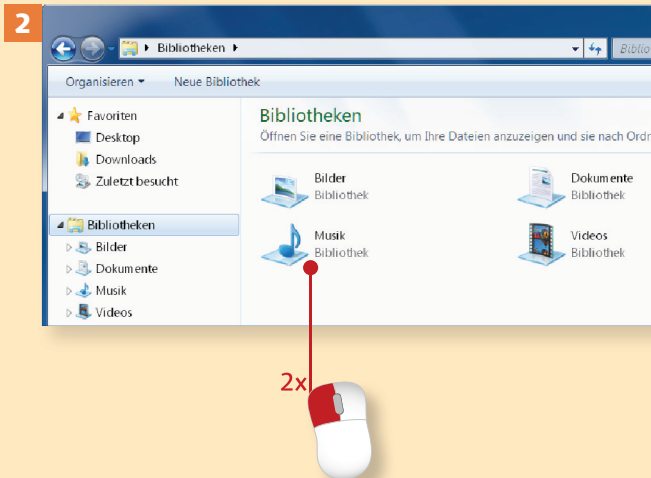 2
Bibliotheken
Biblio
Organisieren Neue Bibliothek
Favoriten
Desktop
Downloads
Zuletzt besucht
Bibliotheken
Bilder
Dokumente
Musik
Videos
Bibliotheken
Öffnen Sie eine Bibliothek, um Ihre Dateien anzuzeigen und sie nach Ordn
Bilder
Bibliothek
Dokumente
Bibliothek
Musik
Bibliothek
Videos
Bibliothek
2x